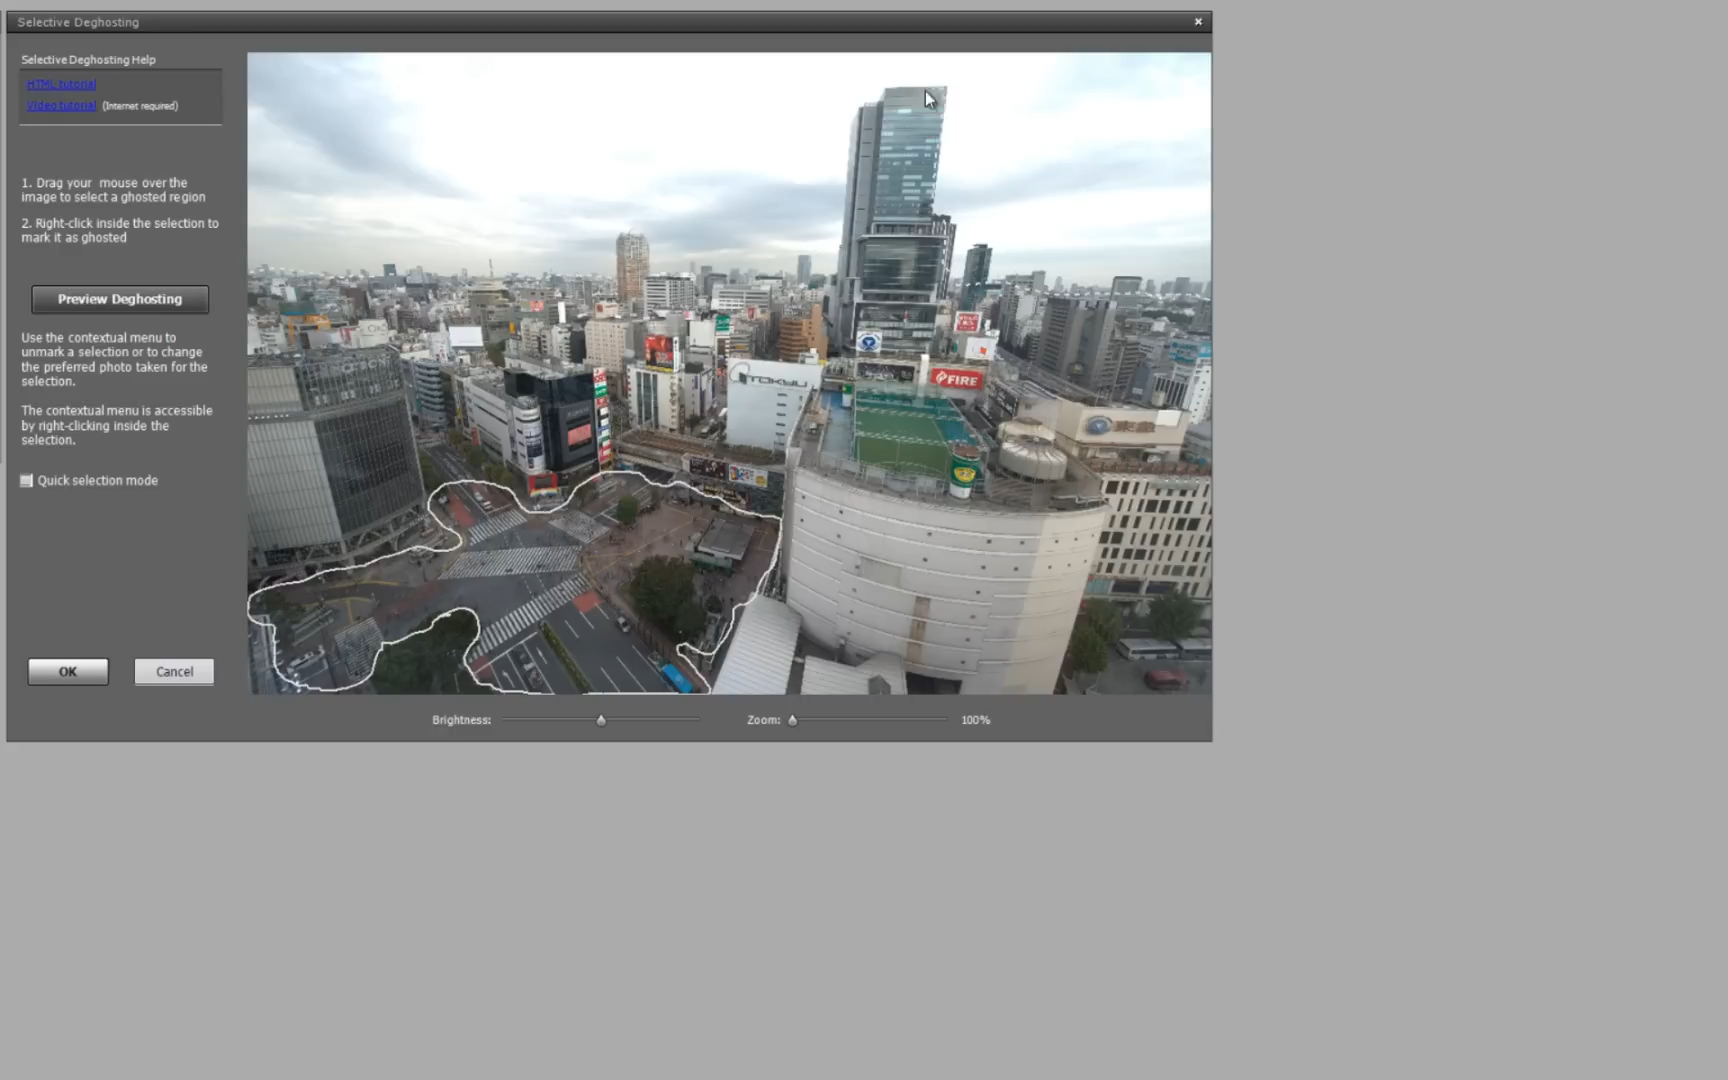 Selective Deghosting
Selective Deghosting Help
HTML tutorial
Video tutorial (Internet required)
1. Drag your mouse over the
image to select a ghosted region
2. Right-click inside the selection to
mark it as ghosted
Preview Deghosting
Use the contextual menu to
unmark a selection or to change
the preferred photo taken for the
selection.
The contextual menu is accessible
by right-clicking inside the
selection.
Quick selection mode
OK
Cancel
TOKYU
FIRE
東急
Brightness:
Zoom:
100%